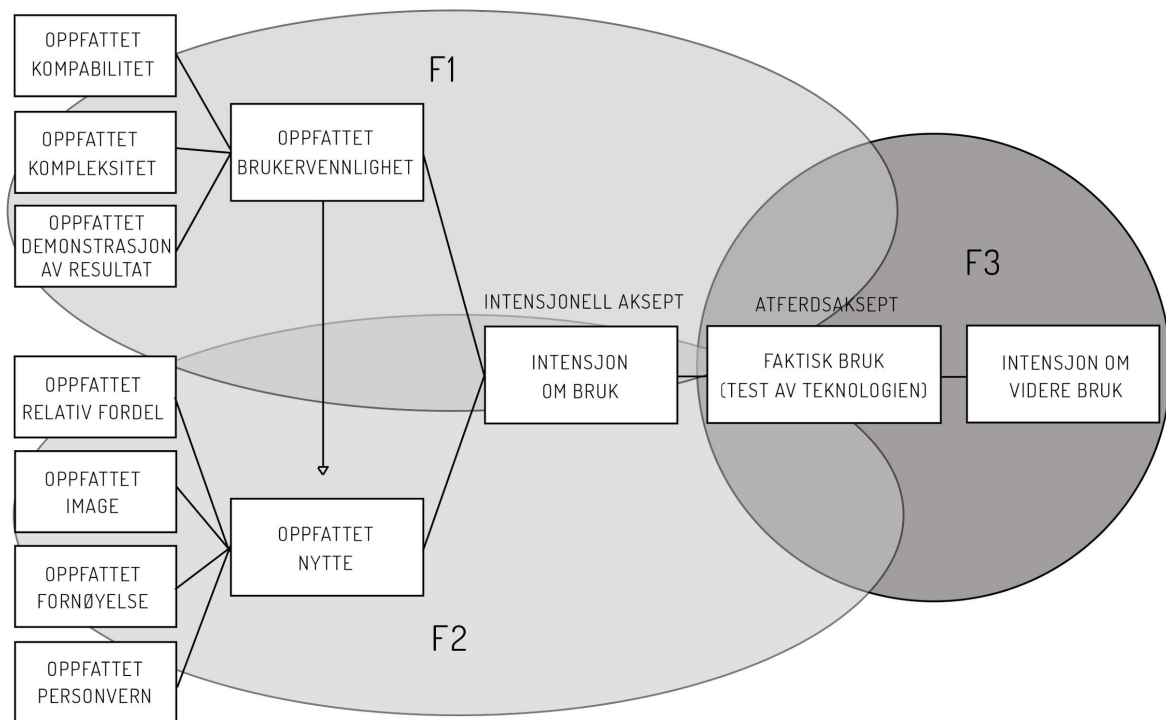 OPPFATTET
KOMPABILITET
OPPFATTET
KOMPLEKSITET
OPPFATTET
DEMONSTRASJON
AV RESULTAT
F1
OPPFATTET
BRUKERVENNLIGHET
INTENSJONELL AKSEPT
INTENSJON
OM BRUK
ATFERDSAKSEPT
FAKTISK BRUK
(TEST AV TEKNOLOGIEN)
F3
INTENSJON OM
VIDERE BRUK
OPPFATTET
RELATIV FORDEL
OPPFATTET
IMAGE
OPPFATTET
FORNØYELSE
OPPFATTET
PERSONVERN
OPPFATTET
NYTTE
F2